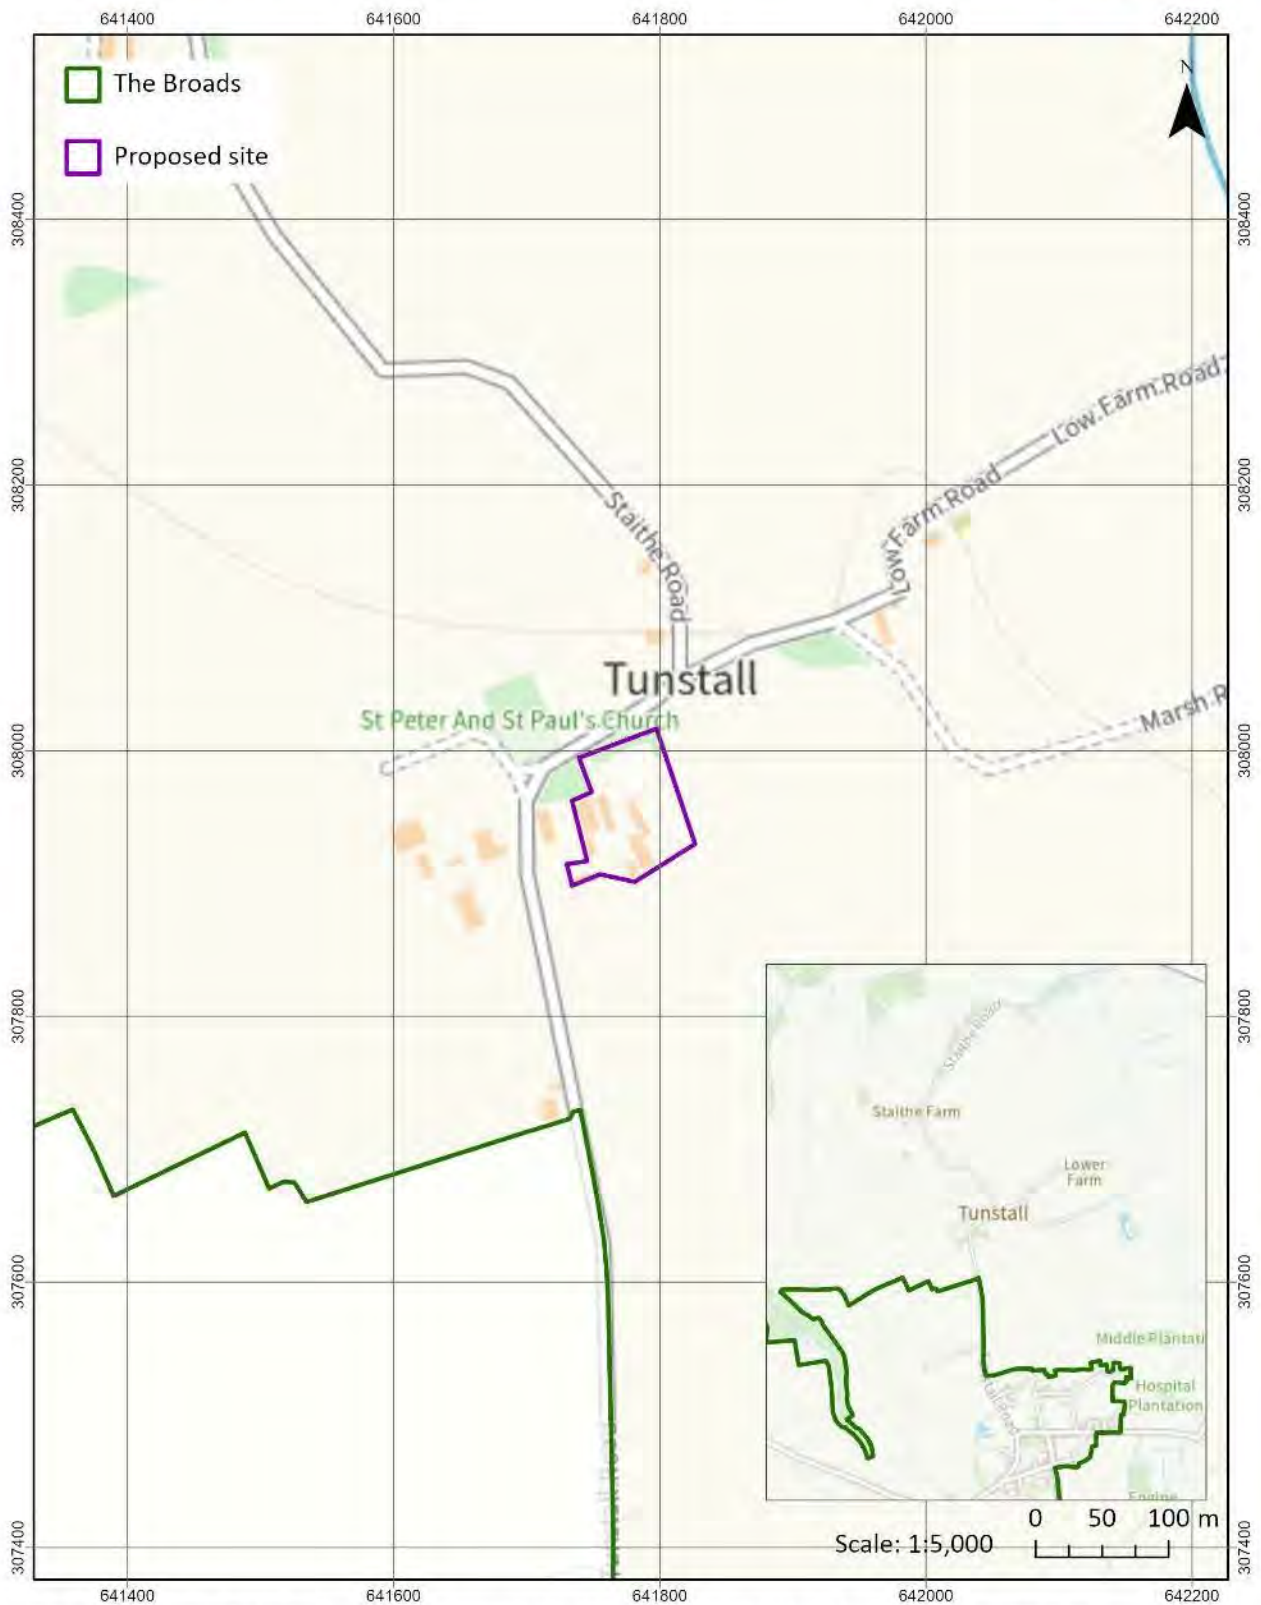 641400
641600
641800
642000
642200
The Broads
N
Proposed site
308400
308400
Low Farm Road
308200
308200
Low Farm Road
Staithe Road
Tunstall
St Peter And St Paul's Church
Marsh R
308000
308000
307800
307800
Staithe Road
Staithe Farm
Lower
Farm
Tunstall
307600
307600
Middle Plantati
Hospital
Plantation
Engine
0 50 100 m
Scale: 1:5,000
307400
307400
641400
641600
641800
642000
642200